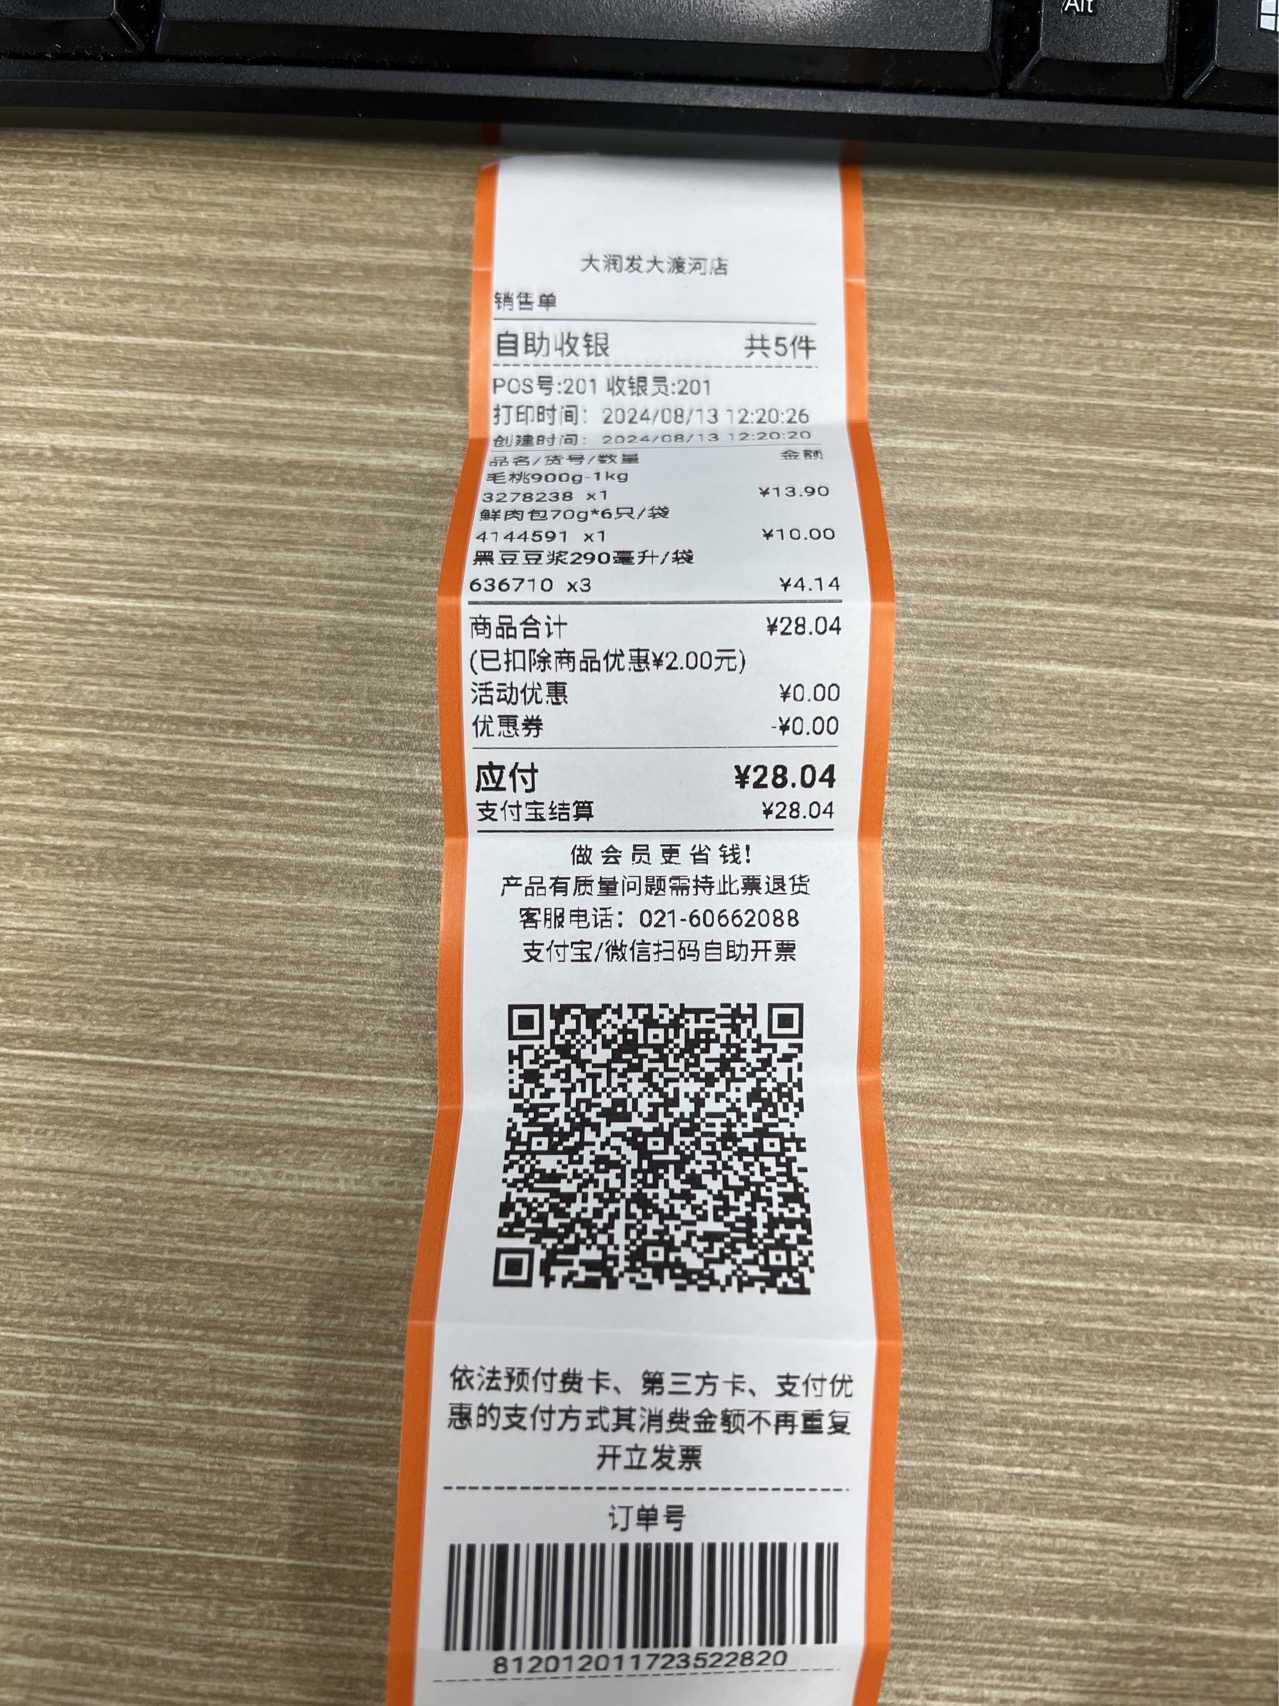 Alt
大润发大渡河店
销售单
自助收银 共5件
POS号:201 收银员:201
打印时间: 2024/08/13 12:20:26
创建时间: 2024/08/13 12:20:20
品名/货号/数量 金额
毛桃900g-1kg
3278238 x1 ¥13.90
鲜肉包70g*6只/袋
4144591 x1 ¥10.00
黑豆豆浆290毫升/袋
636710 x3 ¥4.14
商品合计 ¥28.04
(已扣除商品优惠¥2.00元)
活动优惠 ¥0.00
优惠券 -¥0.00
应付 ¥28.04
支付宝结算 ¥28.04
做会员更省钱!
产品有质量问题需持此票退货
客服电话: 021-60662088
支付宝/微信扫码自助开票
依法预付费卡、第三方卡、支付优
惠的支付方式其消费金额不再重复
开立发票
订单号
812012011723522820